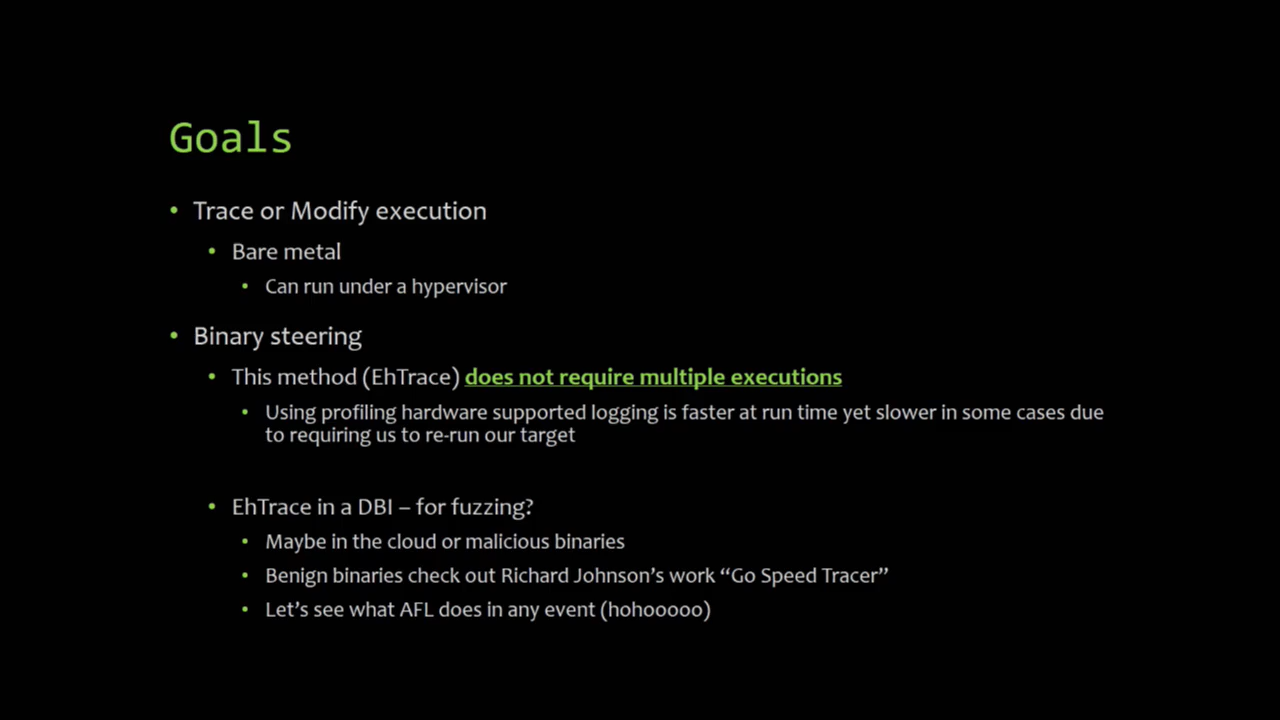 Goals
• Trace or Modify execution
• Bare metal
• Can run under a hypervisor
• Binary steering
• This method (EhTrace) does not require multiple executions
• Using profiling hardware supported logging is faster at run time yet slower in some cases due
to requiring us to re-run our target
• EhTrace in a DBI – for fuzzing?
• Maybe in the cloud or malicious binaries
• Benign binaries check out Richard Johnson’s work “Go Speed Tracer”
• Let’s see what AFL does in any event (hohooooo)